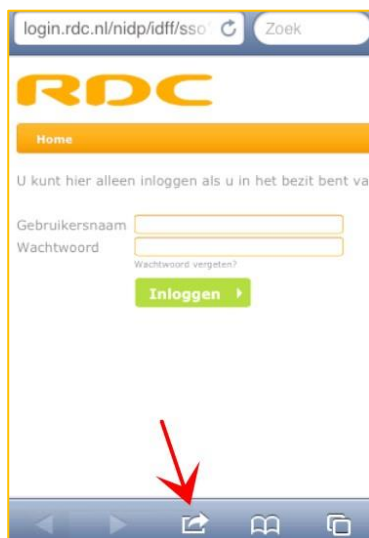 login.rdc.nl/nidp/idff/sso
Zoek
RDC
Home
U kunt hier alleen inloggen als u in het bezit bent va
Gebruikersnaam
Wachtwoord
Wachtwoord vergeten?
Inloggen